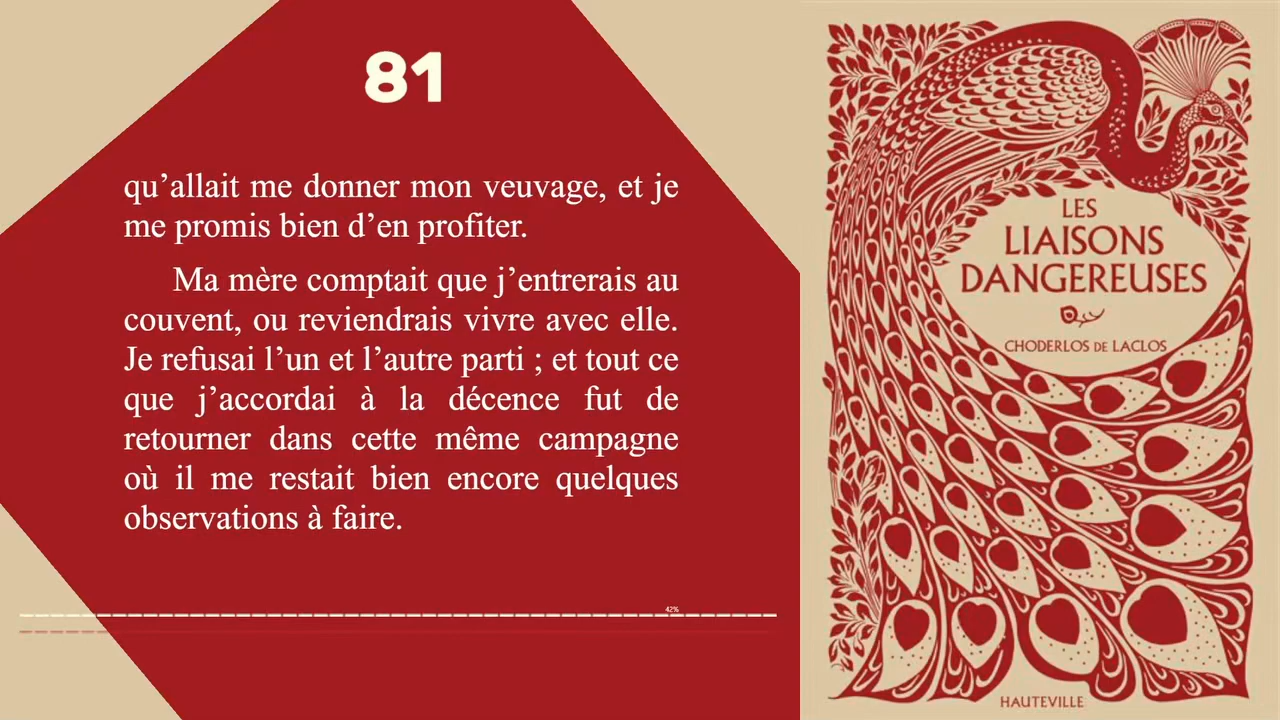 81
qu’allait me donner mon veuvage, et je
me promis bien d’en profiter.
Ma mère comptait que j’entrerais au
couvent, ou reviendrais vivre avec elle.
Je refusai l’un et l’autre parti ; et tout ce
que j’accordai à la décence fut de
retourner dans cette même campagne
où il me restait bien encore quelques
observations à faire.
42%
LES
LIAISONS
DANGEREUSES
CHODERLOS DE LACLOS
HAUTEVILLE